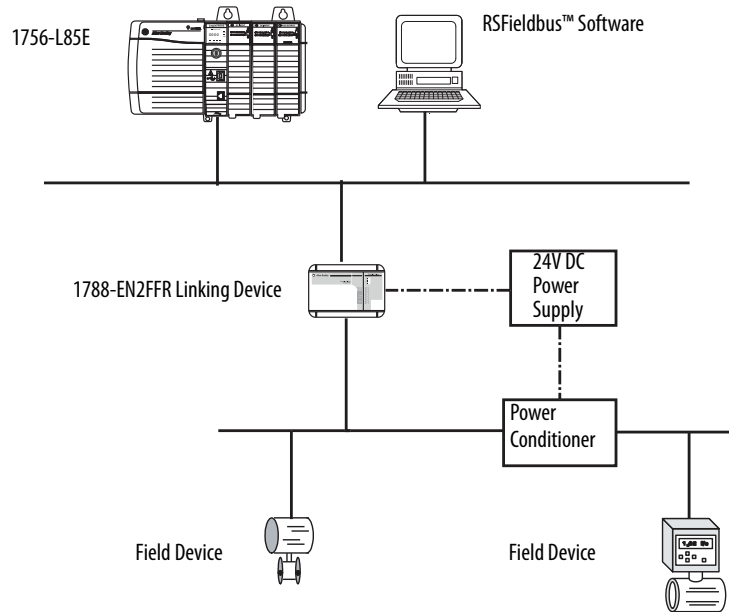 1756-L85E
RSFieldbus™ Software
1788-EN2FFR Linking Device
24V DC
Power
Supply
Power
Conditioner
Field Device
Field Device